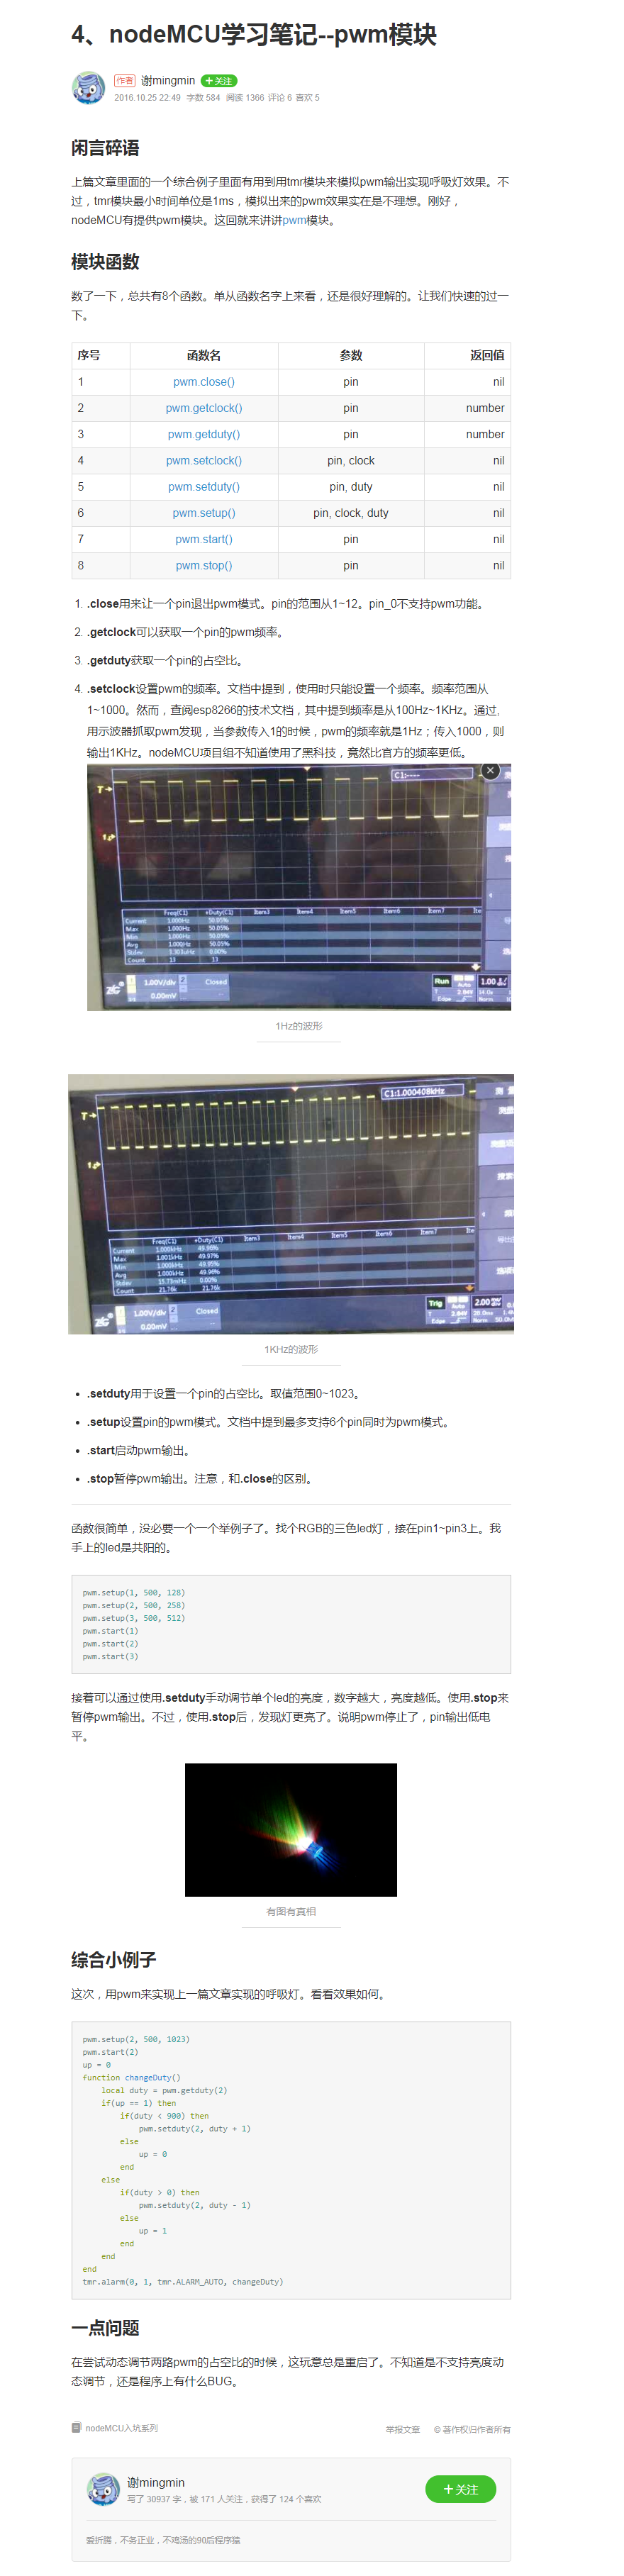 4、nodeMCU学习笔记--pwm模块
作者 谢mingmin +关注
2016.10.25 22:49 字数 584 阅读 1366 评论 6 喜欢 5
闲言碎语
上篇文章里面的一个综合例子里面有用到用tmr模块来模拟pwm输出实现呼吸灯效果。不
过，tmr模块最小时间单位是1ms，模拟出来的pwm效果实在是不理想。刚好，
nodeMCU有提供pwm模块。这回就来讲讲pwm模块。
模块函数
数了一下，总共有8个函数。单从函数名字上来看，还是很好理解的。让我们快速的过一
下。
序号 函数名 参数 返回值
1 pwm.close() pin nil
2 pwm.getclock() pin number
3 pwm.getduty() pin number
4 pwm.setclock() pin, clock nil
5 pwm.setduty() pin, duty nil
6 pwm.setup() pin, clock, duty nil
7 pwm.start() pin nil
8 pwm.stop() pin nil
1. .close用来让一个pin退出pwm模式。pin的范围从1~12。pin_0不支持pwm功能。
2. .getclock可以获取一个pin的pwm频率。
3. .getduty获取一个pin的占空比。
4. .setclock设置pwm的频率。文档中提到，使用时只能设置一个频率。频率范围从
1~1000。然而，查阅esp8266的技术文档，其中提到频率是从100Hz~1KHz。通过，
用示波器抓取pwm发现，当参数传入1的时候，pwm的频率就是1Hz；传入1000，则
输出1KHz。nodeMCU项目组不知道使用了黑科技，竟然比官方的频率更低。
C1:----
T
Freq(C1) +Duty(C1) Item3 Item4 Item5 Item6 Item7
Current 1.000Hz 50.05%
Max 1.000Hz 50.05%
Min 1.000Hz 50.05%
Avg 1.000Hz 50.05%
Stdev 0.00%
Count 13 13
1.00V/div Closed Run Auto 1.00
0.00mV Edge
1Hz的波形
C1:1.000408kHz
T
Freq(C1) +Duty(C1) Item3 Item4 Item5 Item6 Item7
Current 1.000kHz 49.96%
Max 1.001kHz 49.97%
Min 1.000kHz 49.95%
Avg 1.000kHz 49.96%
Stdev 15.73mHz 0.00%
Count 21.76k 21.76k
1.00V/div Closed Trig Auto 2.00
0.00mV Edge
1KHz的波形
• .setduty用于设置一个pin的占空比。取值范围0~1023。
• .setup设置pin的pwm模式。文档中提到最多支持6个pin同时为pwm模式。
• .start启动pwm输出。
• .stop暂停pwm输出。注意，和.close的区别。
函数很简单，没必要一个一个举例子了。找个RGB的三色led灯，接在pin1~pin3上。我
手上的led是共阳的。
pwm.setup(1, 500, 128)
pwm.setup(2, 500, 258)
pwm.setup(3, 500, 512)
pwm.start(1)
pwm.start(2)
pwm.start(3)
接着可以通过使用.setduty手动调节单个led的亮度，数字越大，亮度越低。使用.stop来
暂停pwm输出。不过，使用.stop后，发现灯更亮了。说明pwm停止了，pin输出低电
平。
有图有真相
综合小例子
这次，用pwm来实现上一篇文章实现的呼吸灯。看看效果如何。
pwm.setup(2, 500, 1023)
pwm.start(2)
up = 0
function changeDuty()
local duty = pwm.getduty(2)
if(up == 1) then
if(duty < 900) then
pwm.setduty(2, duty + 1)
else
up = 0
end
else
if(duty > 0) then
pwm.setduty(2, duty - 1)
else
up = 1
end
end
end
tmr.alarm(0, 1, tmr.ALARM_AUTO, changeDuty)
一点问题
在尝试动态调节两路pwm的占空比的时候，这玩意总是重启了。不知道是不支持亮度动
态调节，还是程序上有什么BUG。
nodeMCU入坑系列 举报文章 © 著作权归作者所有
谢mingmin
写了 30937 字，被 171 人关注，获得了 124 个喜欢
+关注
爱折腾，不务正业，不鸡汤的90后程序猿